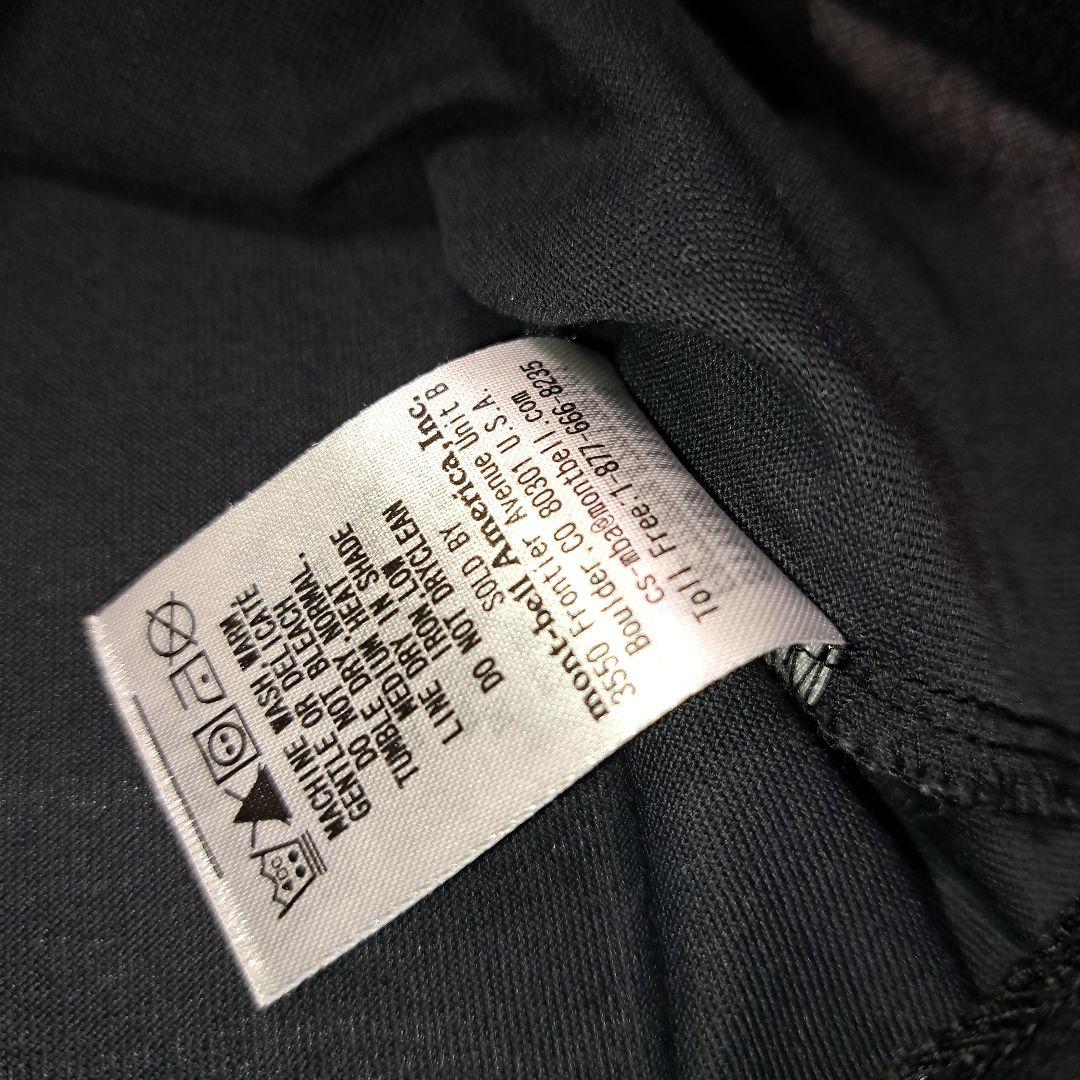 MACHINE WASH, WARM
GENTLE OR DELICATE
DO NOT BLEACH
TUMBLE DRY, NORMAL.
MEDIUM HEAT
LINE DRY IN SHADE
IRON LOW
DO NOT DRYCLEAN
SOLD BY
mont-bell America, Inc.
3550 Frontier Avenue Unit B
Boulder, CO 80301 U.S.A.
cs-mba@montbell.com
Toll Free.1-877-666-8235